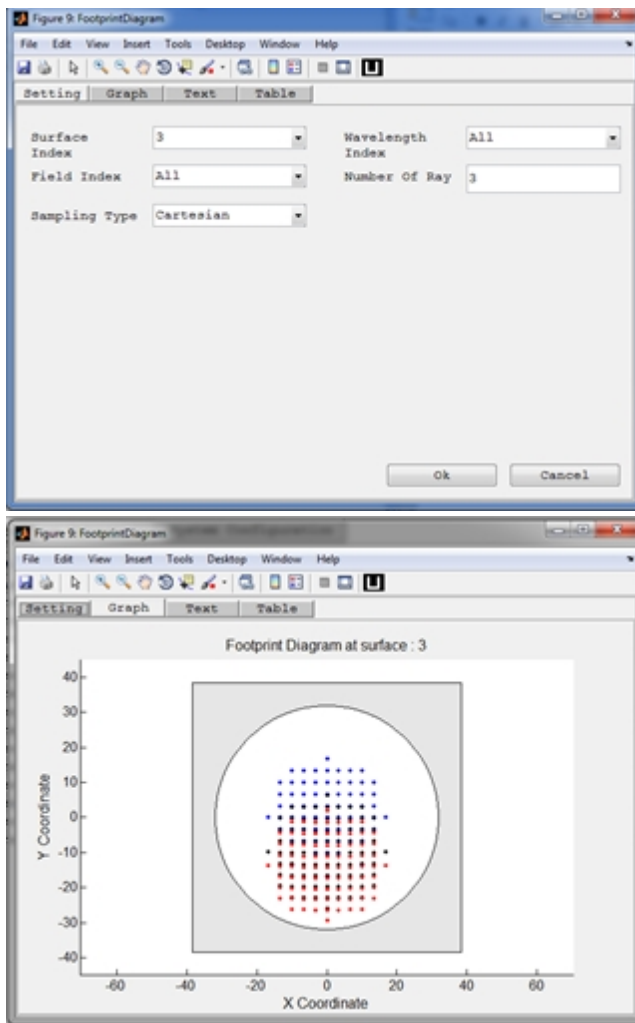 Figure 9: FootprintDiagram
File Edit View Insert Tools Desktop Window Help
Setting Graph Text Table
Surface Index 3 Wavelength Index All
Field Index All Number Of Ray 3
Sampling Type Cartesian
Ok Cancel
Figure 9: FootprintDiagram
File Edit View Insert Tools Desktop Window Help
Setting Graph Text Table
Footprint Diagram at surface : 3
40
30
20
10
0
-10
-20
-30
-40
Y Coordinate
-60 -40 -20 0 20 40 60
X Coordinate